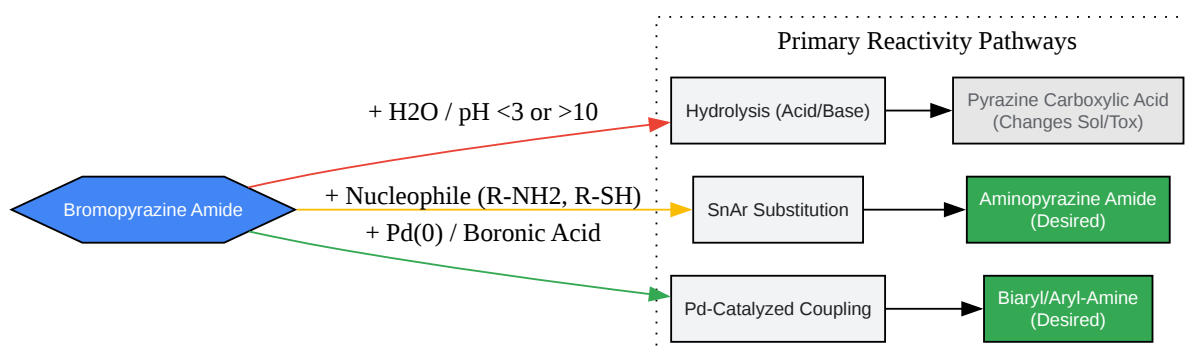 Primary Reactivity Pathways
+ H2O / pH <3 or >10
Hydrolysis (Acid/Base)
Pyrazine Carboxylic Acid
(Changes Sol/Tox)
Bromopyrazine Amide
+ Nucleophile (R-NH2, R-SH)
SnAr Substitution
Aminopyrazine Amide
(Desired)
+ Pd(0) / Boronic Acid
Pd-Catalyzed Coupling
Biaryl/Aryl-Amine
(Desired)